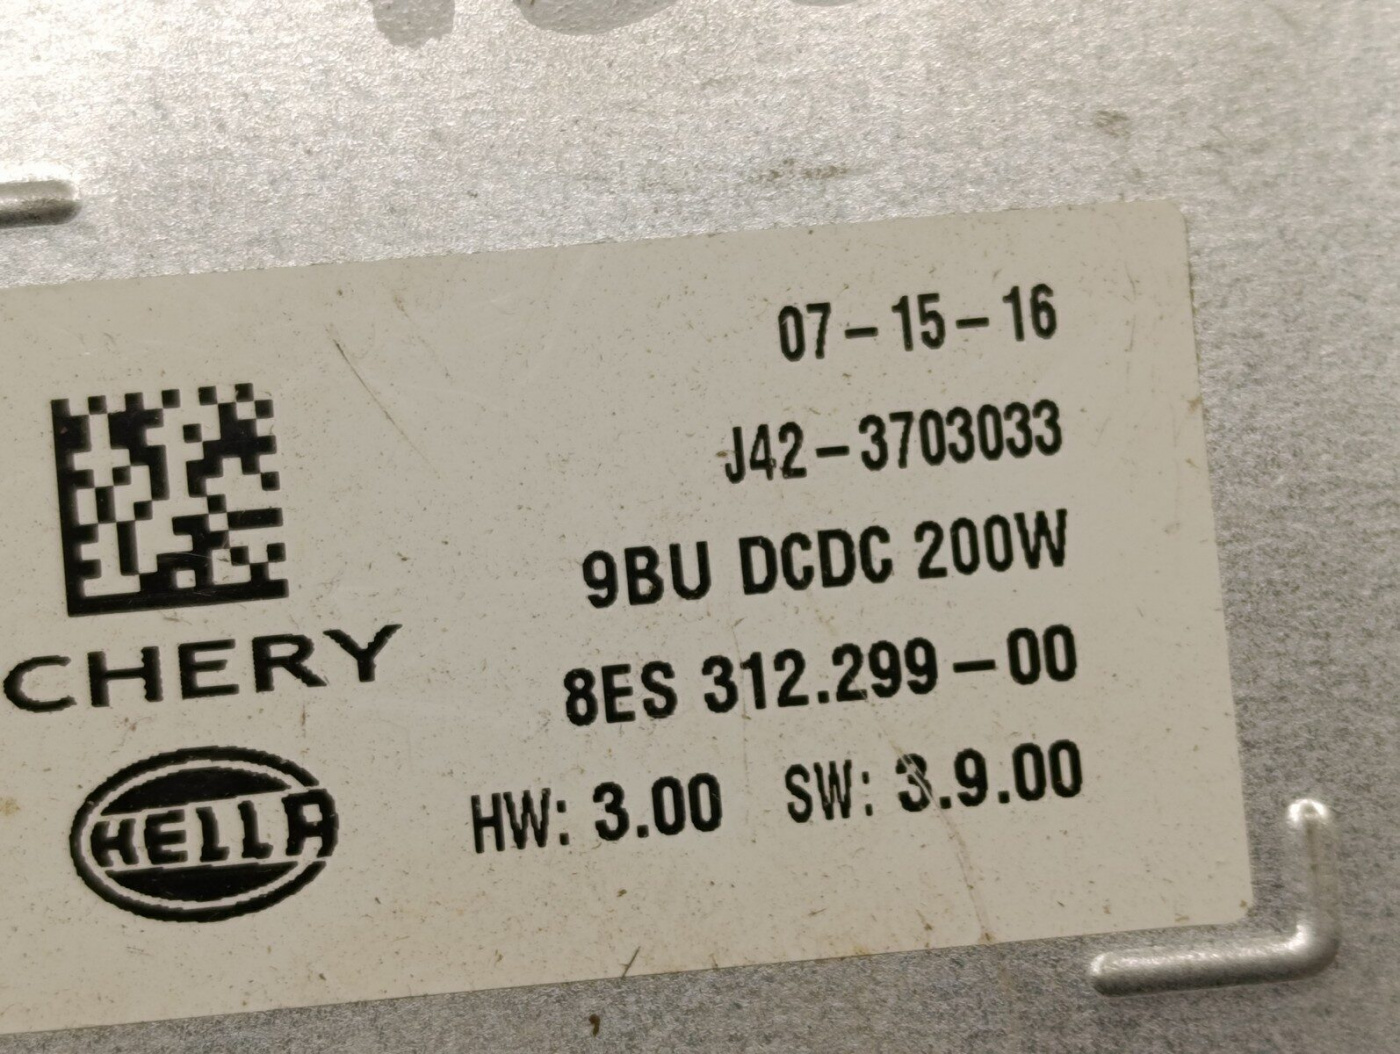 07-15-16
J42-3703033
9BU DCDC 200W
8ES 312.299-00
HW: 3.00 SW: 3.9.00
CHERY
HELLA